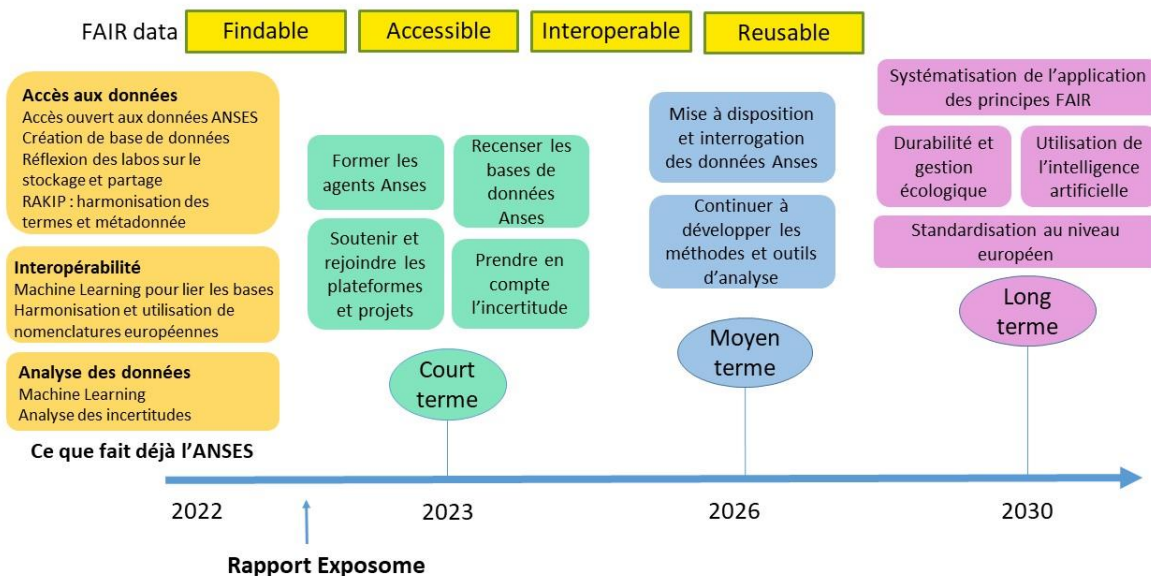 FAIR data
Findable
Accessible
Interoperable
Reusable
Accès aux données
Accès ouvert aux données ANSES
Création de base de données
Réflexion des labos sur le
stockage et partage
RAKIP : harmonisation des
termes et métadonnée
Interopérabilité
Machine Learning pour lier les bases
Harmonisation et utilisation de
nomenclatures européennes
Analyse des données
Machine Learning
Analyse des incertitudes
Ce que fait déjà l’ANSES
Former les
agents Anses
Recenser les
bases de
données
Anses
Soutenir et
rejoindre les
plateformes
et projets
Prendre en
compte
l’incertitude
Court
terme
Mise à disposition
et interrogation
des données Anses
Continuer à
développer les
méthodes et outils
d’analyse
Moyen
terme
Systématisation de l’application
des principes FAIR
Durabilité et
gestion
écologique
Utilisation de
l’intelligence
artificielle
Standardisation au niveau
européen
Long
terme
2022
2023
2026
2030
Rapport Exposome